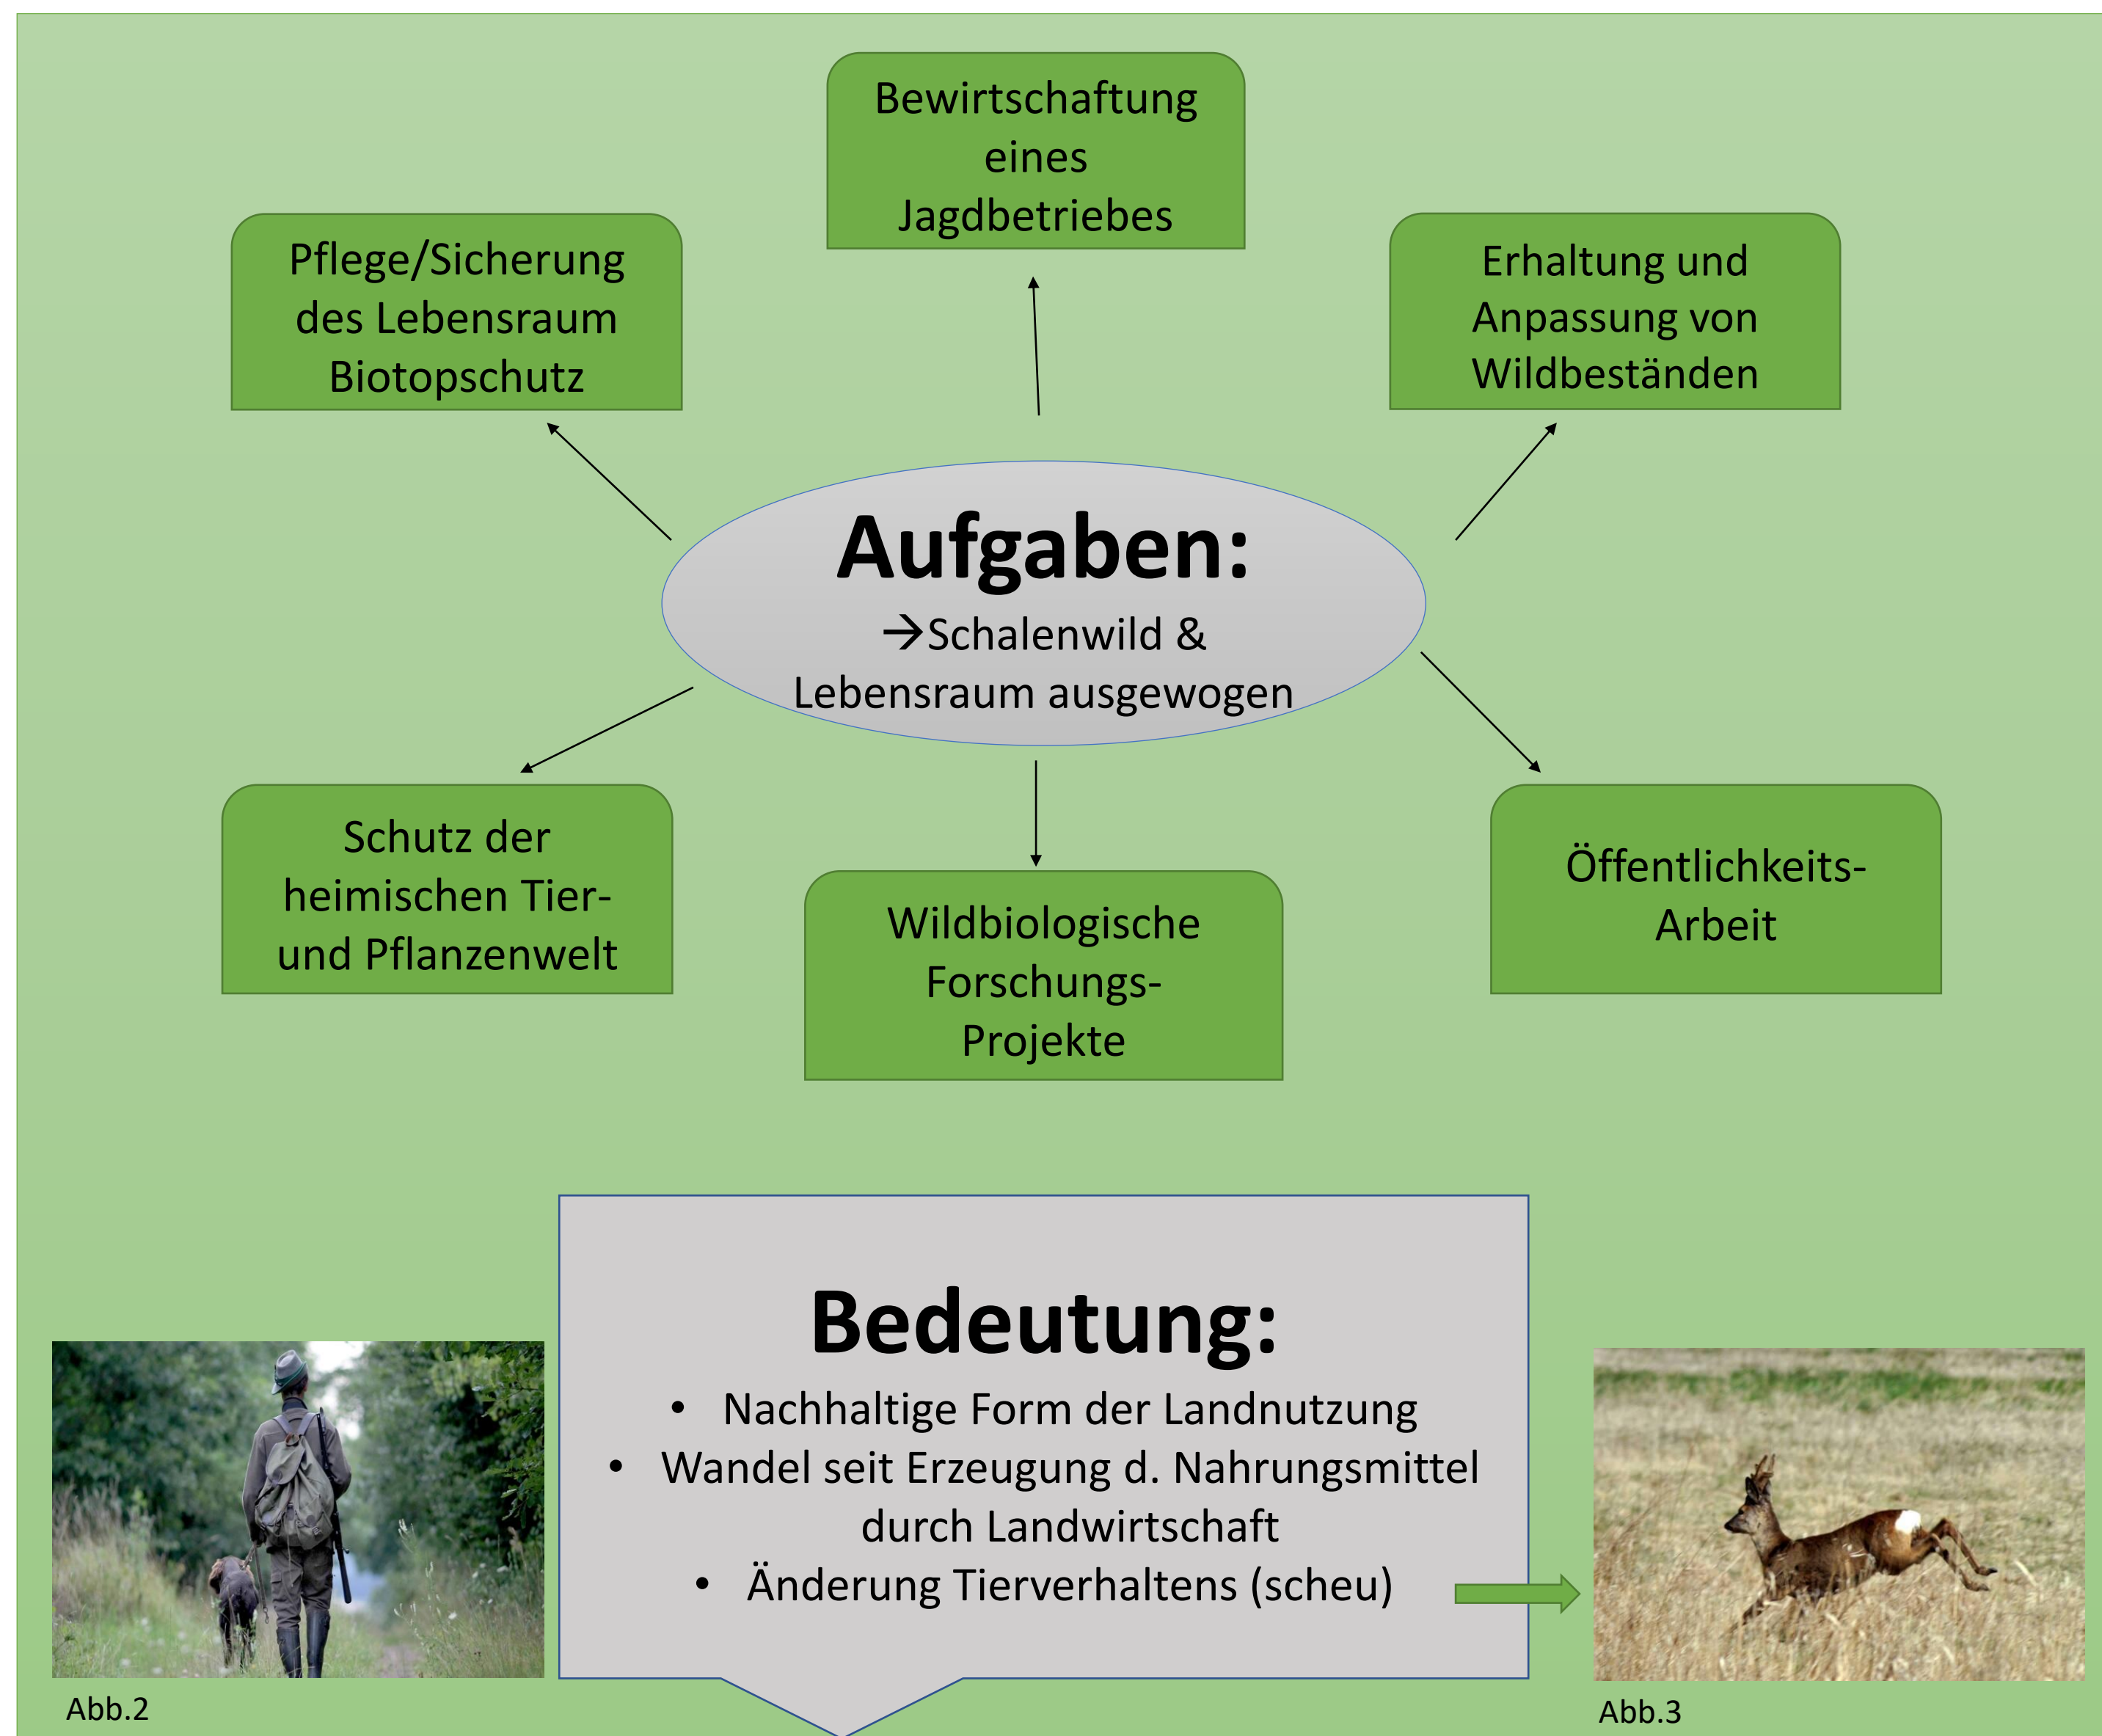 Bewirtschaftung
eines
Jagdbetriebes
Pflege/Sicherung
des Lebensraum
Biotopschutz
Erhaltung und
Anpassung von
Wildbeständen
Aufgaben:
→Schalenwild &
Lebensraum ausgewogen
Schutz der
heimischen Tier-
und Pflanzenwelt
Wildbiologische
Forschungs-
Projekte
Öffentlichkeits-
Arbeit
Bedeutung:
• Nachhaltige Form der Landnutzung
• Wandel seit Erzeugung d. Nahrungsmittel
durch Landwirtschaft
• Änderung Tierverhaltens (scheu)
Abb.2
Abb.3